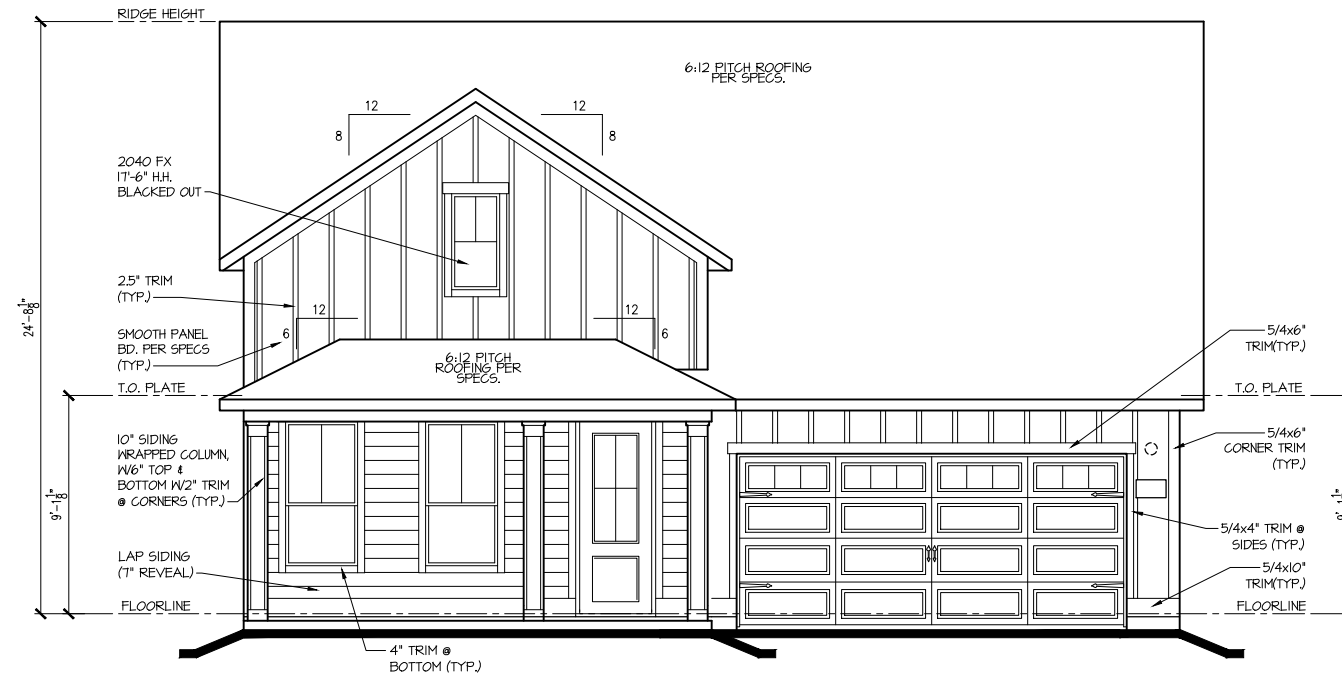 RIDGE HEIGHT
6:12 PITCH ROOFING
PER SPECS.
12
8
12
8
2040 FX
17'-6" H.H.
BLACKED OUT
2.5" TRIM
(TYP.)
SMOOTH PANEL
BD. PER SPECS
(TYP.)
12
6
12
6
6:12 PITCH
ROOFING PER
SPECS.
24'-8 1/8"
T.O. PLATE
5/4x6"
TRIM(TYP.)
T.O. PLATE
10" SIDING
WRAPPED COLUMN,
W/6" TOP &
BOTTOM W/2" TRIM
@ CORNERS (TYP.)
9'-1 1/8"
5/4x6"
CORNER TRIM
(TYP.)
5/4x4" TRIM @
SIDES (TYP.)
LAP SIDING
(7" REVEAL)
5/4x10"
TRIM(TYP.)
FLOORLINE
FLOORLINE
4" TRIM @
BOTTOM (TYP.)